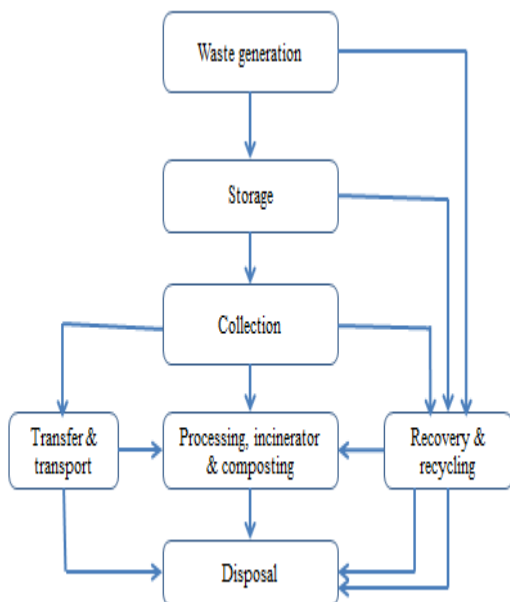 Waste generation
Storage
Collection
Transfer &
transport
Processing, incinerator
& composting
Recovery &
recycling
Disposal